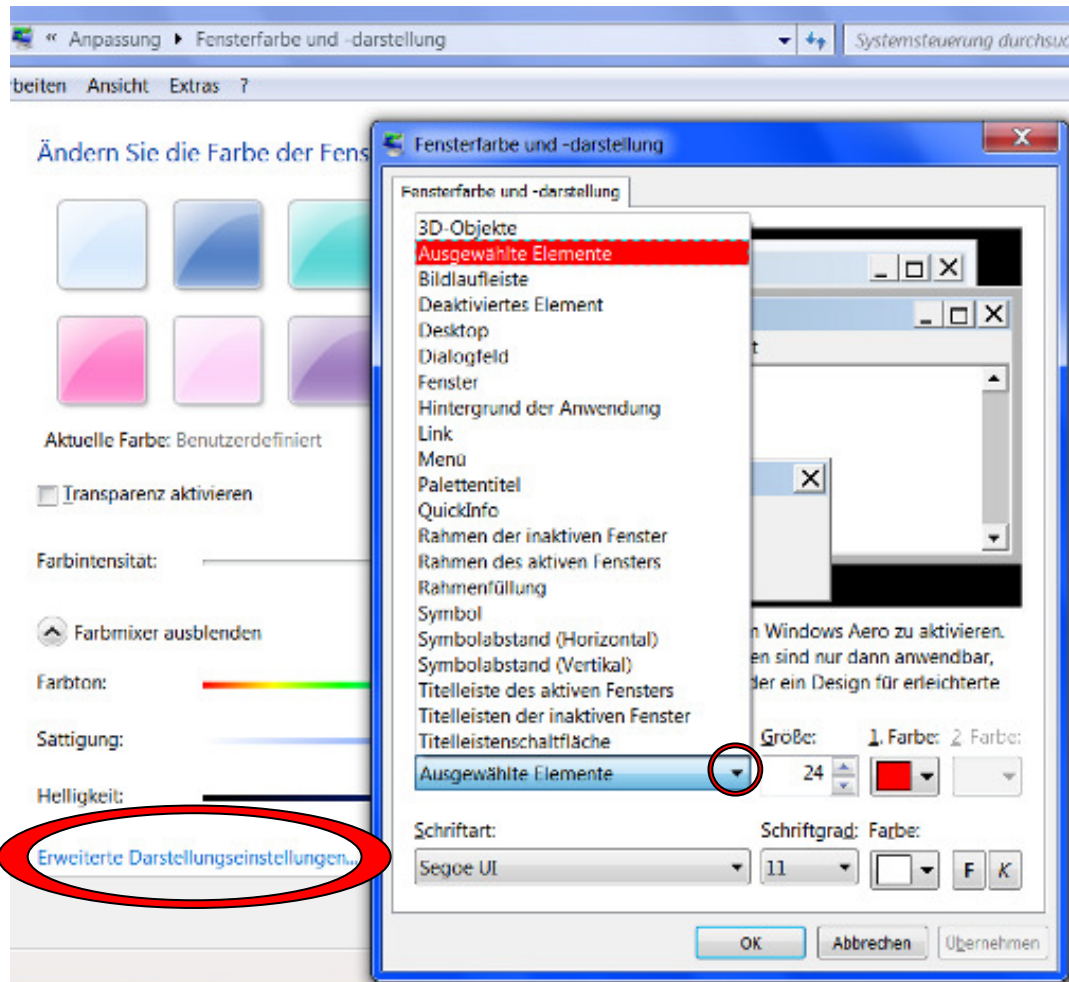 « Anpassung ▸ Fensterfarbe und -darstellung
Systemsteuerung durchsuc
beiten Ansicht Extras ?
Ändern Sie die Farbe der Fens
Aktuelle Farbe: Benutzerdefiniert
Transparenz aktivieren
Farbintensität:
Farbmixer ausblenden
Farbton:
Sättigung:
Helligkeit:
Erweiterte Darstellungseinstellungen...
Fensterfarbe und -darstellung
X
Fensterfarbe und -darstellung
3D-Objekte
Ausgewählte Elemente
Bildlaufleiste
Deaktiviertes Element
Desktop
Dialogfeld
Fenster
Hintergrund der Anwendung
Link
Menü
Palettentitel
QuickInfo
Rahmen der inaktiven Fenster
Rahmen des aktiven Fensters
Rahmenfüllung
Symbol
Symbolabstand (Horizontal)
Symbolabstand (Vertikal)
Titelleiste des aktiven Fensters
Titelleisten der inaktiven Fenster
Titelleistenschaltfläche
t
n Windows Aero zu aktivieren.
en sind nur dann anwendbar,
der ein Design für erleichterte
Größe: 1. Farbe: 2 Farbe:
Ausgewählte Elemente 24
Schriftart: Schriftgrad: Farbe:
Segoe UI 11 F K
OK Abbrechen Übernehmen